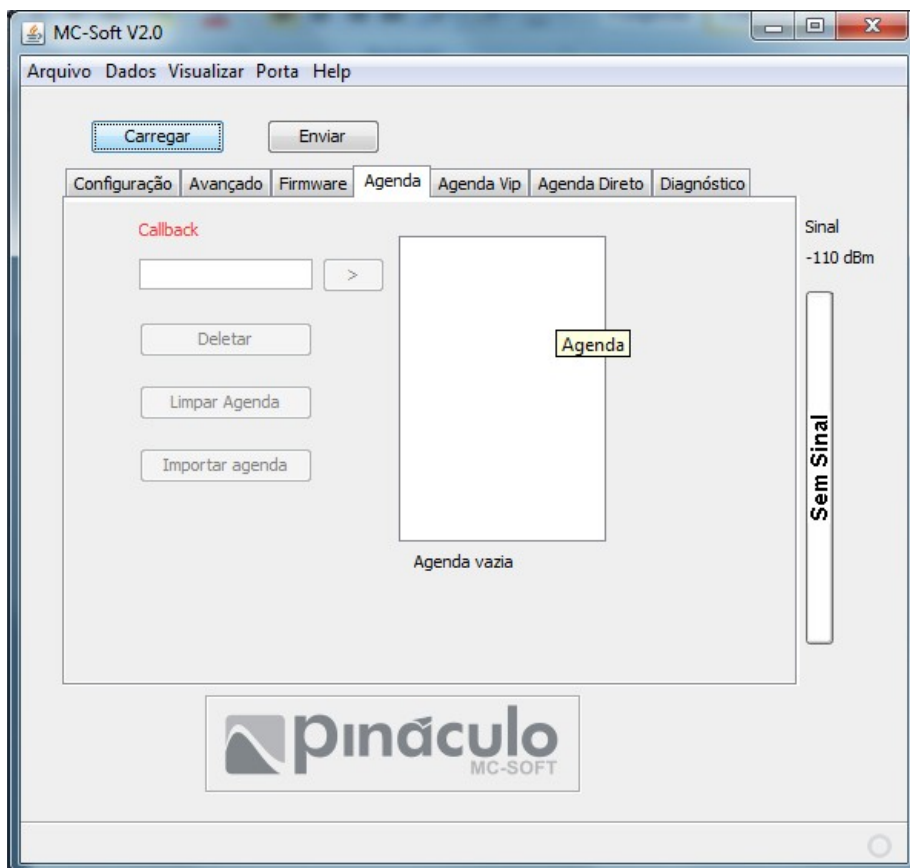 MC-Soft V2.0
Arquivo Dados Visualizar Porta Help
Carregar Enviar
Configuração Avançado Firmware Agenda Agenda Vip Agenda Direto Diagnóstico
Callback
>
Deletar
Limpar Agenda
Importar agenda
Agenda
Agenda vazia
Sinal
-110 dBm
Sem Sinal
pináculo
MC-SOFT